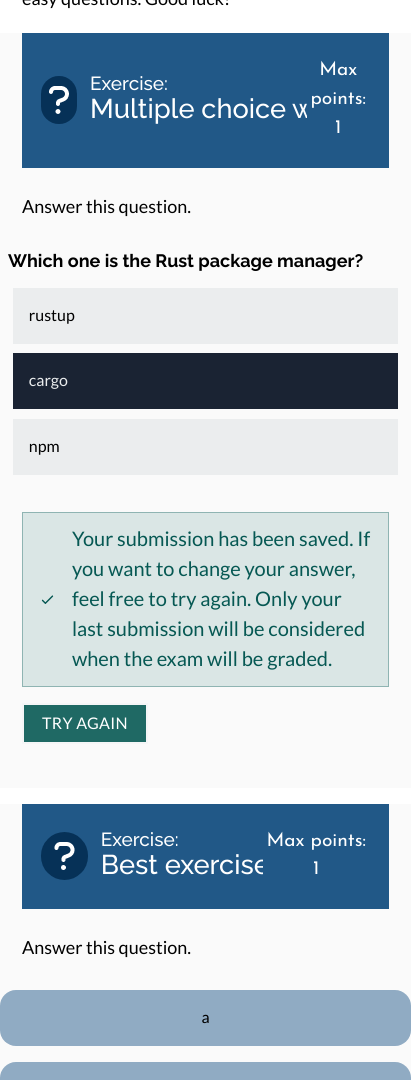 easy questions. Good luck!
?
Exercise:
Multiple choice w
Max
points:
1
Answer this question.
Which one is the Rust package manager?
rustup
cargo
npm
Your submission has been saved. If
you want to change your answer,
feel free to try again. Only your
last submission will be considered
when the exam will be graded.
TRY AGAIN
?
Exercise:
Best exercise
Max points:
1
Answer this question.
a